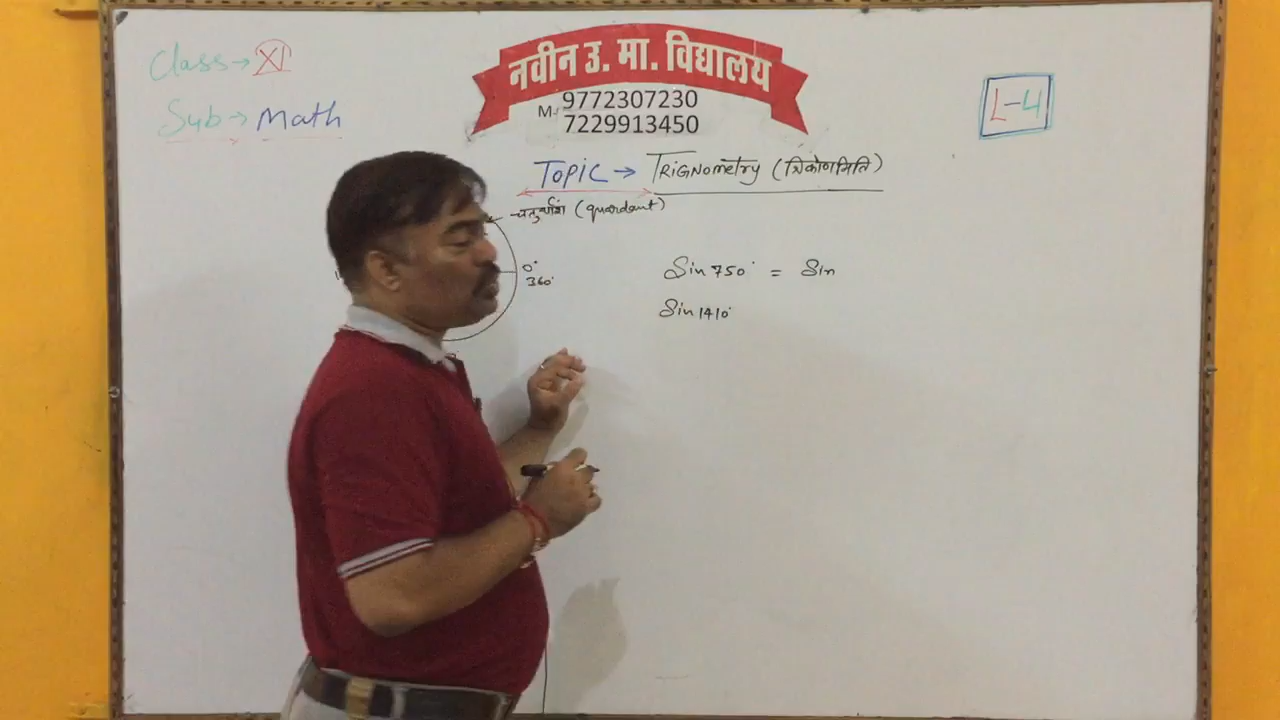 Class → XI
Sub → Math
नवीन उ. मा. विद्यालय
M- 9772307230
7229913450
L-4
TOPIC → TRIGNometry (त्रिकोणमिति)
चतुर्थांश (quardant)
0°
360°
Sin 750° = Sin
Sin 1410°